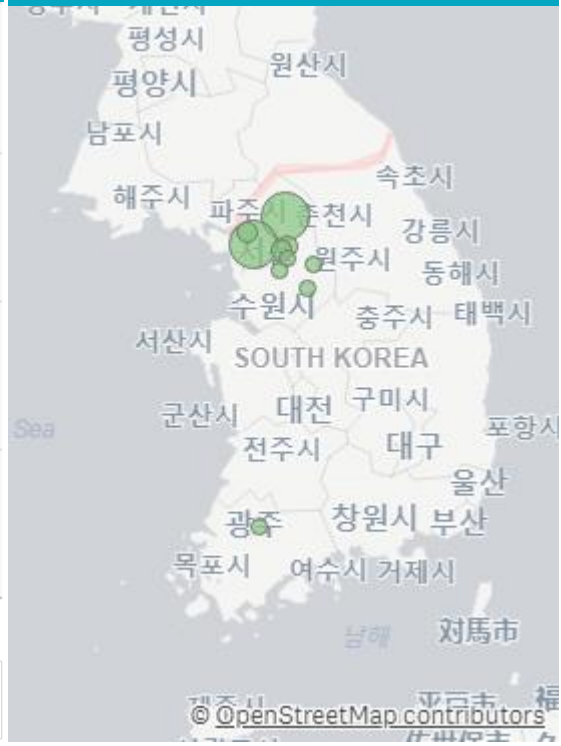 평성시
원산시
평양시
남포시
해주시
파주시
춘천시
속초시
강릉시
원주시
동해시
수원시
충주시
태백시
서산시
SOUTH KOREA
군산시
대전
구미시
포항시
Sea
전주시
대구
울산
광주
창원시
부산
목포시
여수시
거제시
남해
対馬市
© OpenStreetMap contributors